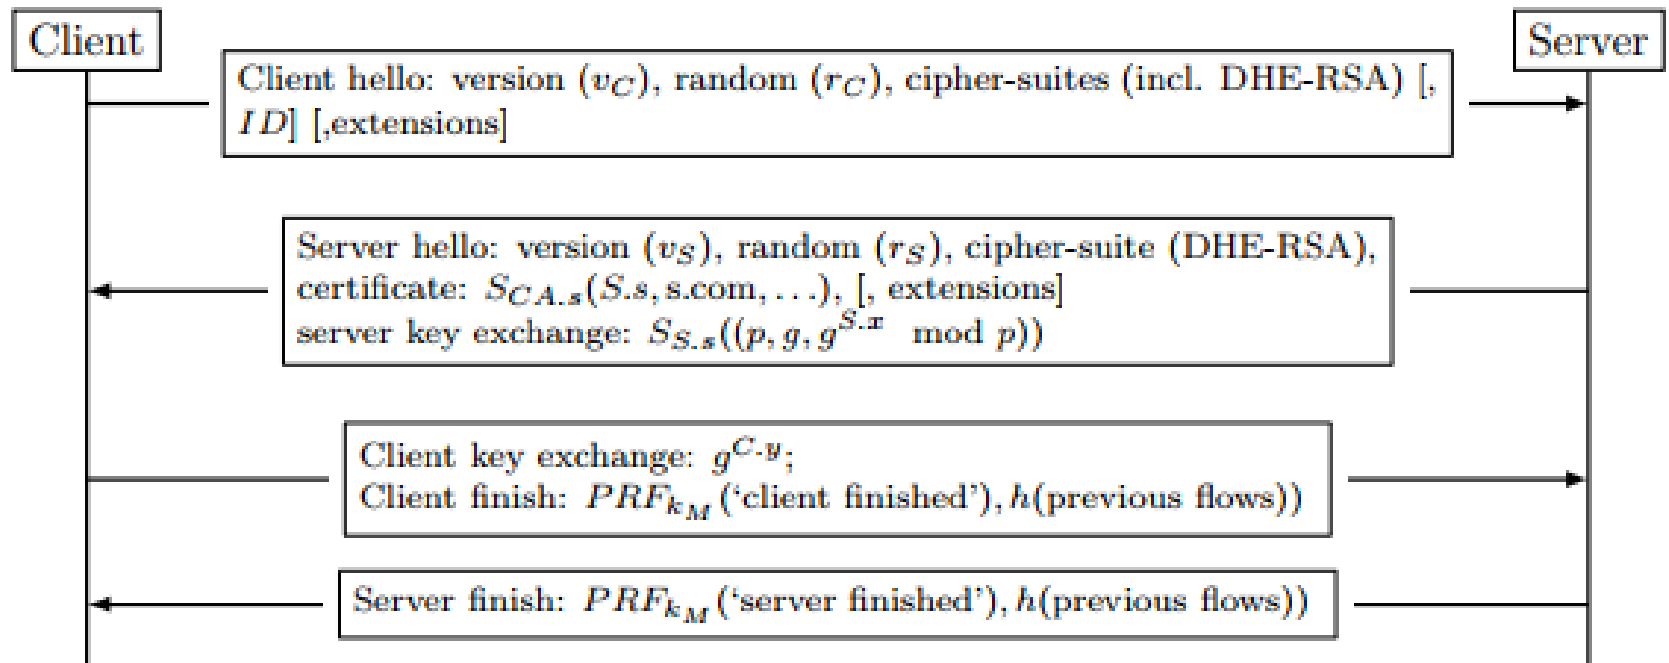 Client
Server
Client hello: version (v_C), random (r_C), cipher-suites (incl. DHE-RSA) [,
ID] [,extensions]
Server hello: version (v_S), random (r_S), cipher-suite (DHE-RSA),
certificate: S_{CA.s}(S.s, s.com, . . .), [, extensions]
server key exchange: S_{S.s}((p, g, g^{S.x} mod p))
Client key exchange: g^{C.y};
Client finish: PRF_{k_M}(‘client finished’), h(previous flows))
Server finish: PRF_{k_M}(‘server finished’), h(previous flows))